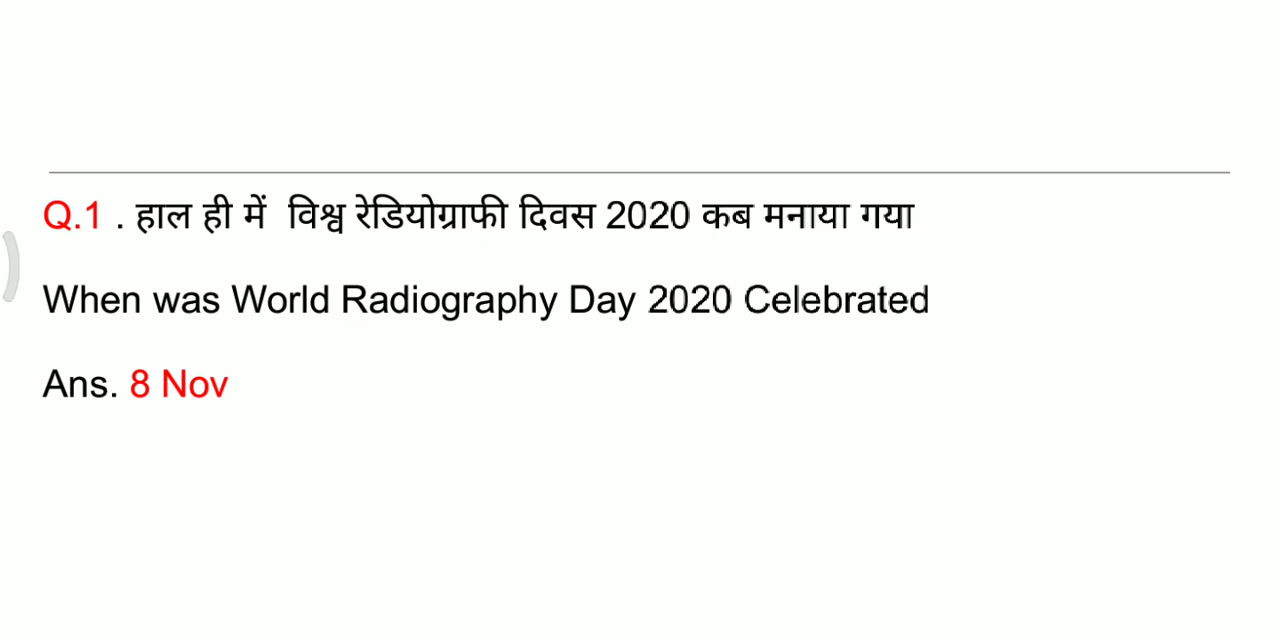 Q.1 . हाल ही में  विश्व रेडियोग्राफी दिवस 2020 कब मनाया गया
When was World Radiography Day 2020 Celebrated
Ans. 8 Nov